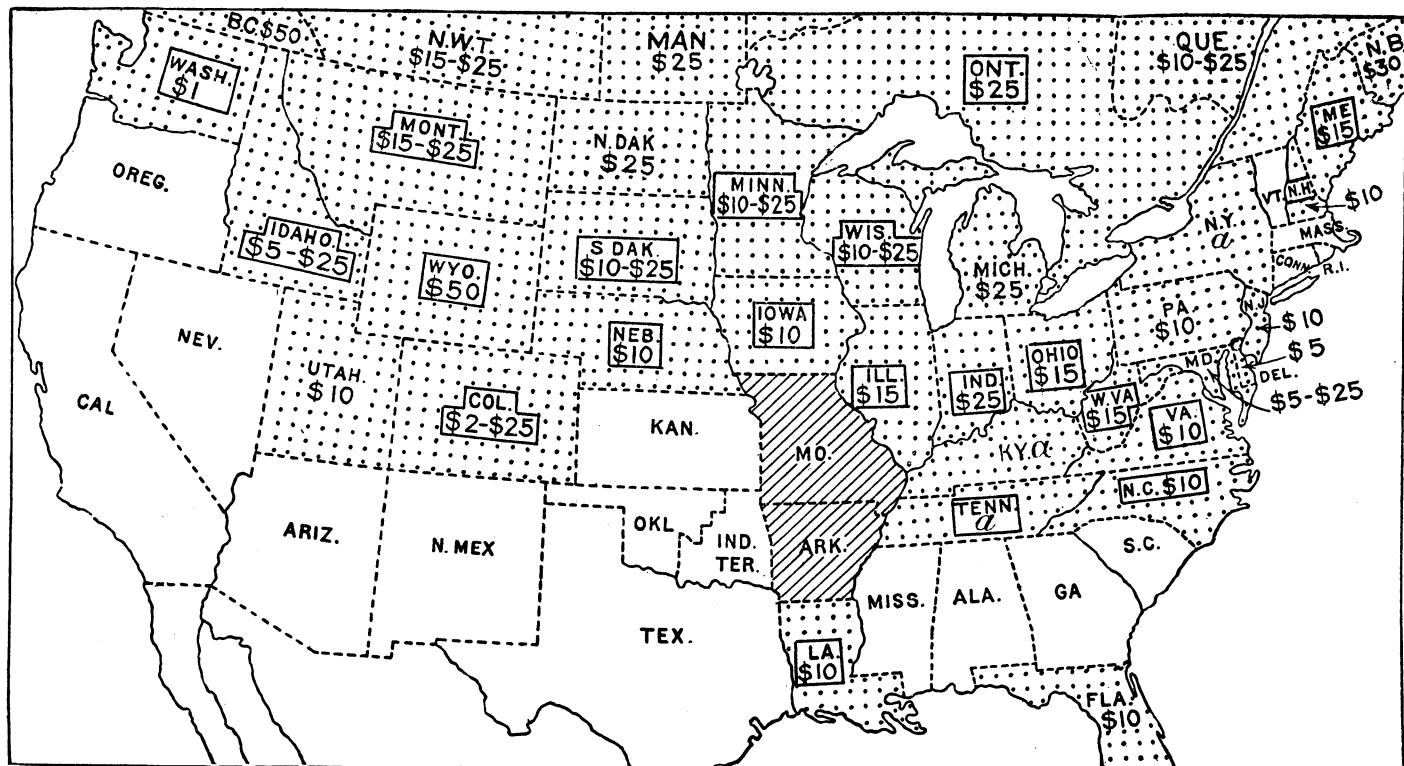 B.C. $50
N.W.T
$15-$25
MAN
$25
ONT.
$25
QUE
$10-$25
N.B.
$30
WASH.
$1
MONT.
$15-$25
N.DAK
$25
MINN.
$10-$25
ME
$15
OREG.
IDAHO.
$5-$25
WYO.
$50
S DAK
$10-$25
WIS.
$10-$25
MICH.
$25
N.Y.
a
VT.
N.H.
$10
MASS.
CONN.
R.I.
NEV.
CAL
UTAH.
$10
COL.
$2-$25
NEB.
$10
IOWA
$10
ILL.
$15
IND
$25
OHIO
$15
PA.
$10
N.J.
$10
$5
DEL.
MD.
$5-$25
W.VA
$15
VA.
$10
KAN.
MO.
KY. a
N.C. $10
TENN.
a
ARIZ.
N.MEX
OKL
IND.
TER.
ARK.
S.C.
TEX.
LA.
$10
MISS.
ALA.
GA
FLA.
$10